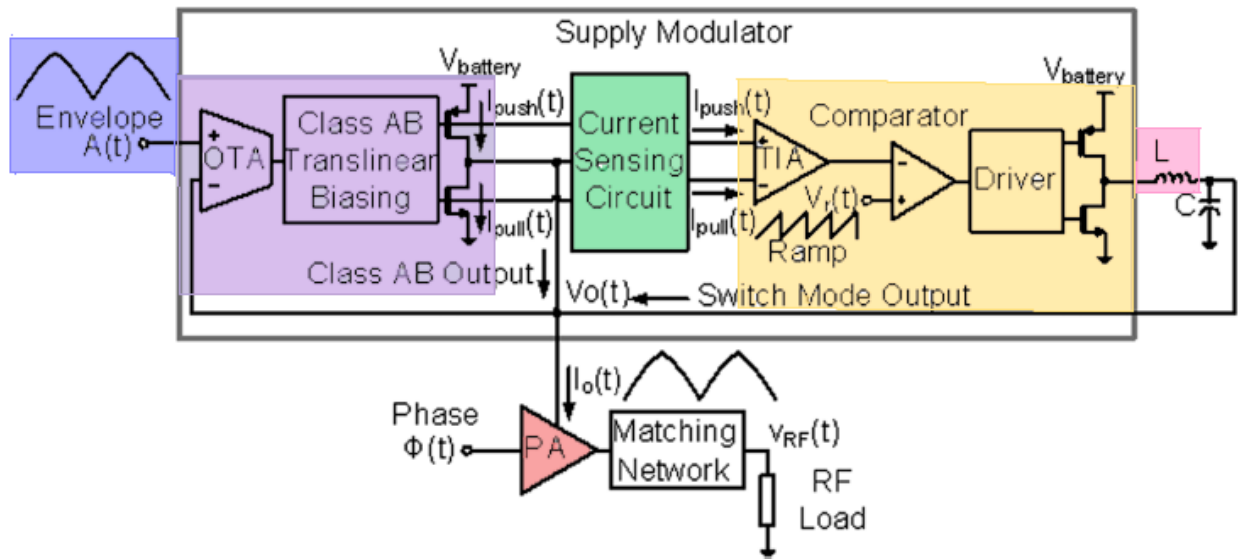 Supply Modulator
Envelope
A(t)
+
OTA
−
Class AB
Translinear
Biasing
Vbattery
Ipush(t)
Ipull(t)
Current
Sensing
Circuit
Ipush(t)
Ipull(t)
+
TIA
−
Comparator
−
+
Vr(t)
Ramp
Driver
Vbattery
L
C
Class AB Output
Vo(t)
Switch Mode Output
Io(t)
Phase
Φ(t)
PA
Matching
Network
vRF(t)
RF
Load